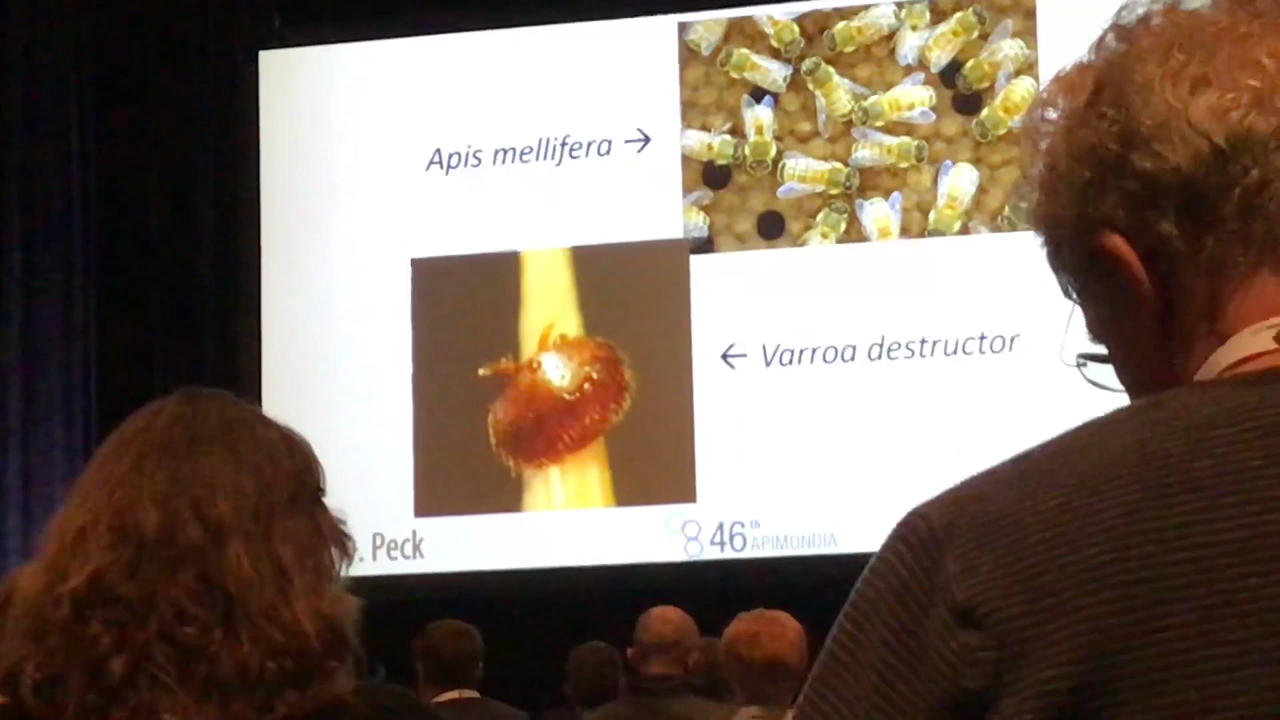 Apis mellifera →
← Varroa destructor
. Peck
46th APIMONDIA